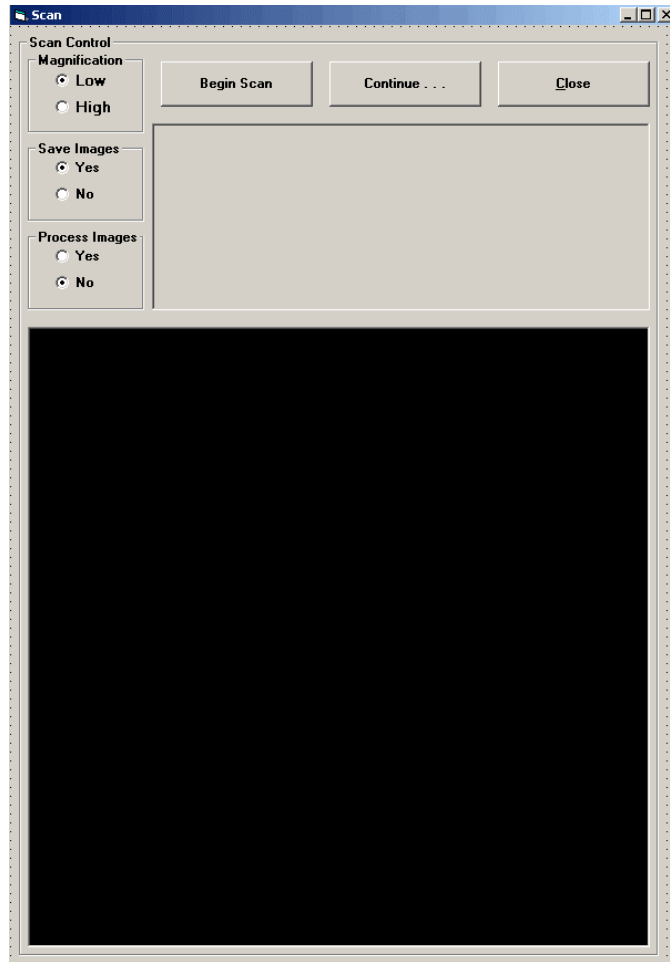 Scan
Scan Control
Magnification
Low
High
Begin Scan
Continue . . .
Close
Save Images
Yes
No
Process Images
Yes
No